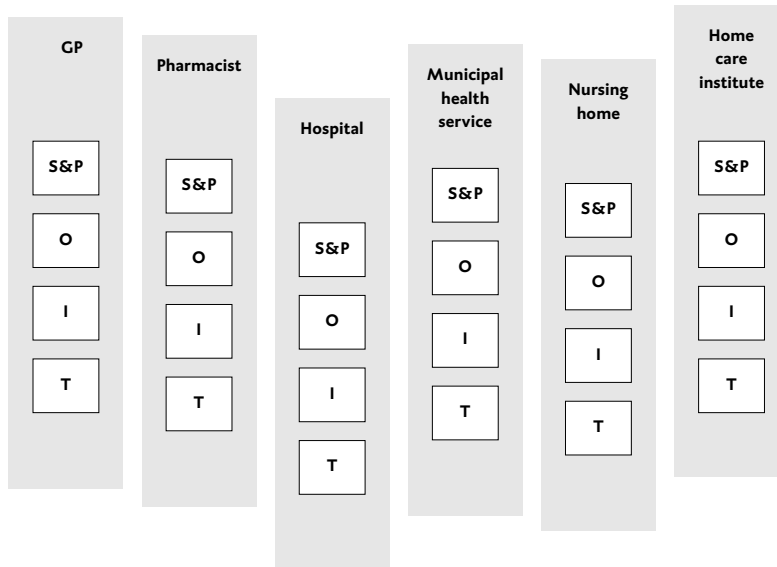 GP
S&P
O
I
T
Pharmacist
S&P
O
I
T
Hospital
S&P
O
I
T
Municipal
health
service
S&P
O
I
T
Nursing
home
S&P
O
I
T
Home
care
institute
S&P
O
I
T